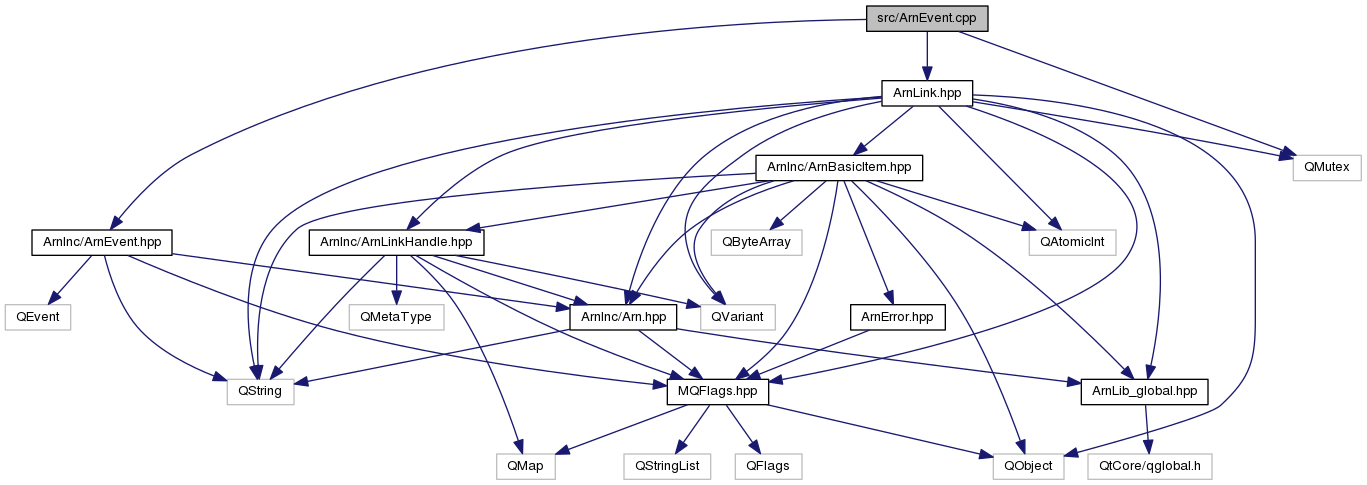 src/ArnEvent.cpp
ArnLink.hpp
ArnInc/ArnBasicItem.hpp
QMutex
ArnInc/ArnEvent.hpp
ArnInc/ArnLinkHandle.hpp
QByteArray
QAtomicInt
QEvent
QMetaType
ArnInc/Arn.hpp
QVariant
ArnError.hpp
QString
MQFlags.hpp
ArnLib_global.hpp
QMap
QStringList
QFlags
QObject
QtCore/qglobal.h